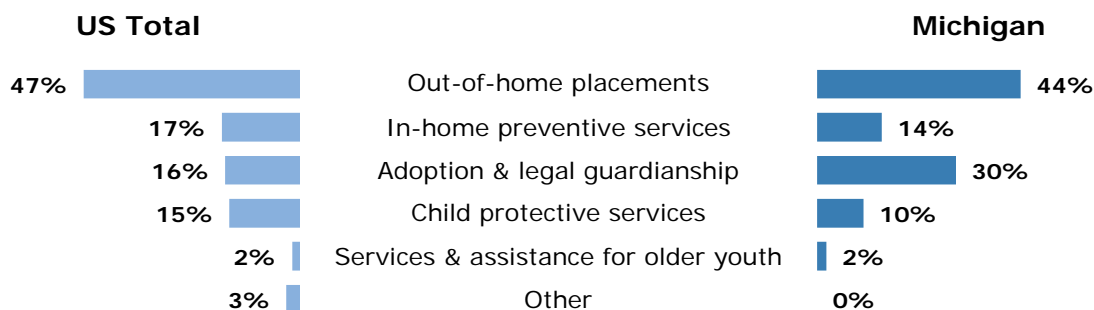 US Total Michigan
47% Out-of-home placements 44%
17% In-home preventive services 14%
16% Adoption & legal guardianship 30%
15% Child protective services 10%
2% Services & assistance for older youth 2%
3% Other 0%